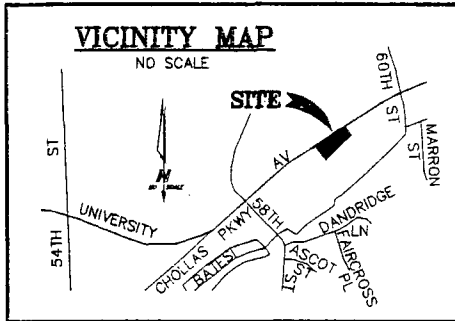 VICINITY MAP
NO SCALE
SITE
60TH ST
MARRON ST
AV
N
NO SCALE
54TH ST
UNIVERSITY
CHOLLAS PKWY
58TH ST
BATES
DANDRIDGE LN
ASCOT ST
FAIRCROSS PL